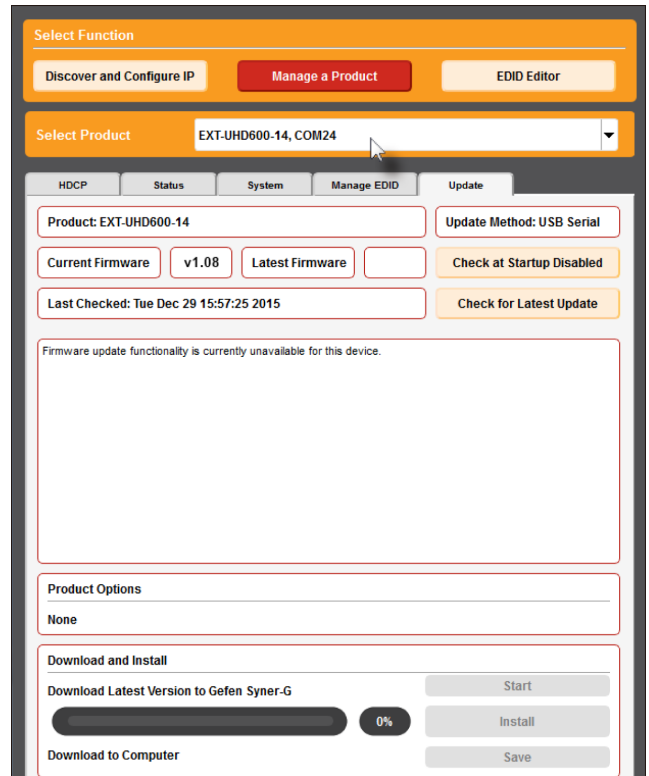 Select Function
Discover and Configure IP Manage a Product EDID Editor
Select Product EXT-UHD600-14, COM24
HDCP Status System Manage EDID Update
Product: EXT-UHD600-14 Update Method: USB Serial
Current Firmware v1.08 Latest Firmware Check at Startup Disabled
Last Checked: Tue Dec 29 15:57:25 2015 Check for Latest Update
Firmware update functionality is currently unavailable for this device.
Product Options
None
Download and Install
Download Latest Version to Gefen Syner-G Start
0% Install
Download to Computer Save